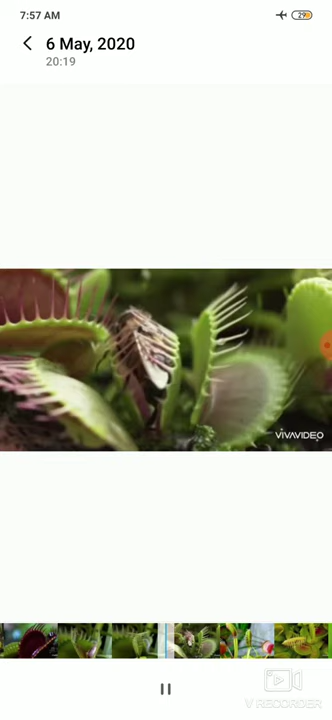 7:57 AM
29
6 May, 2020
20:19
VIVAVIDEO
V RECORDER